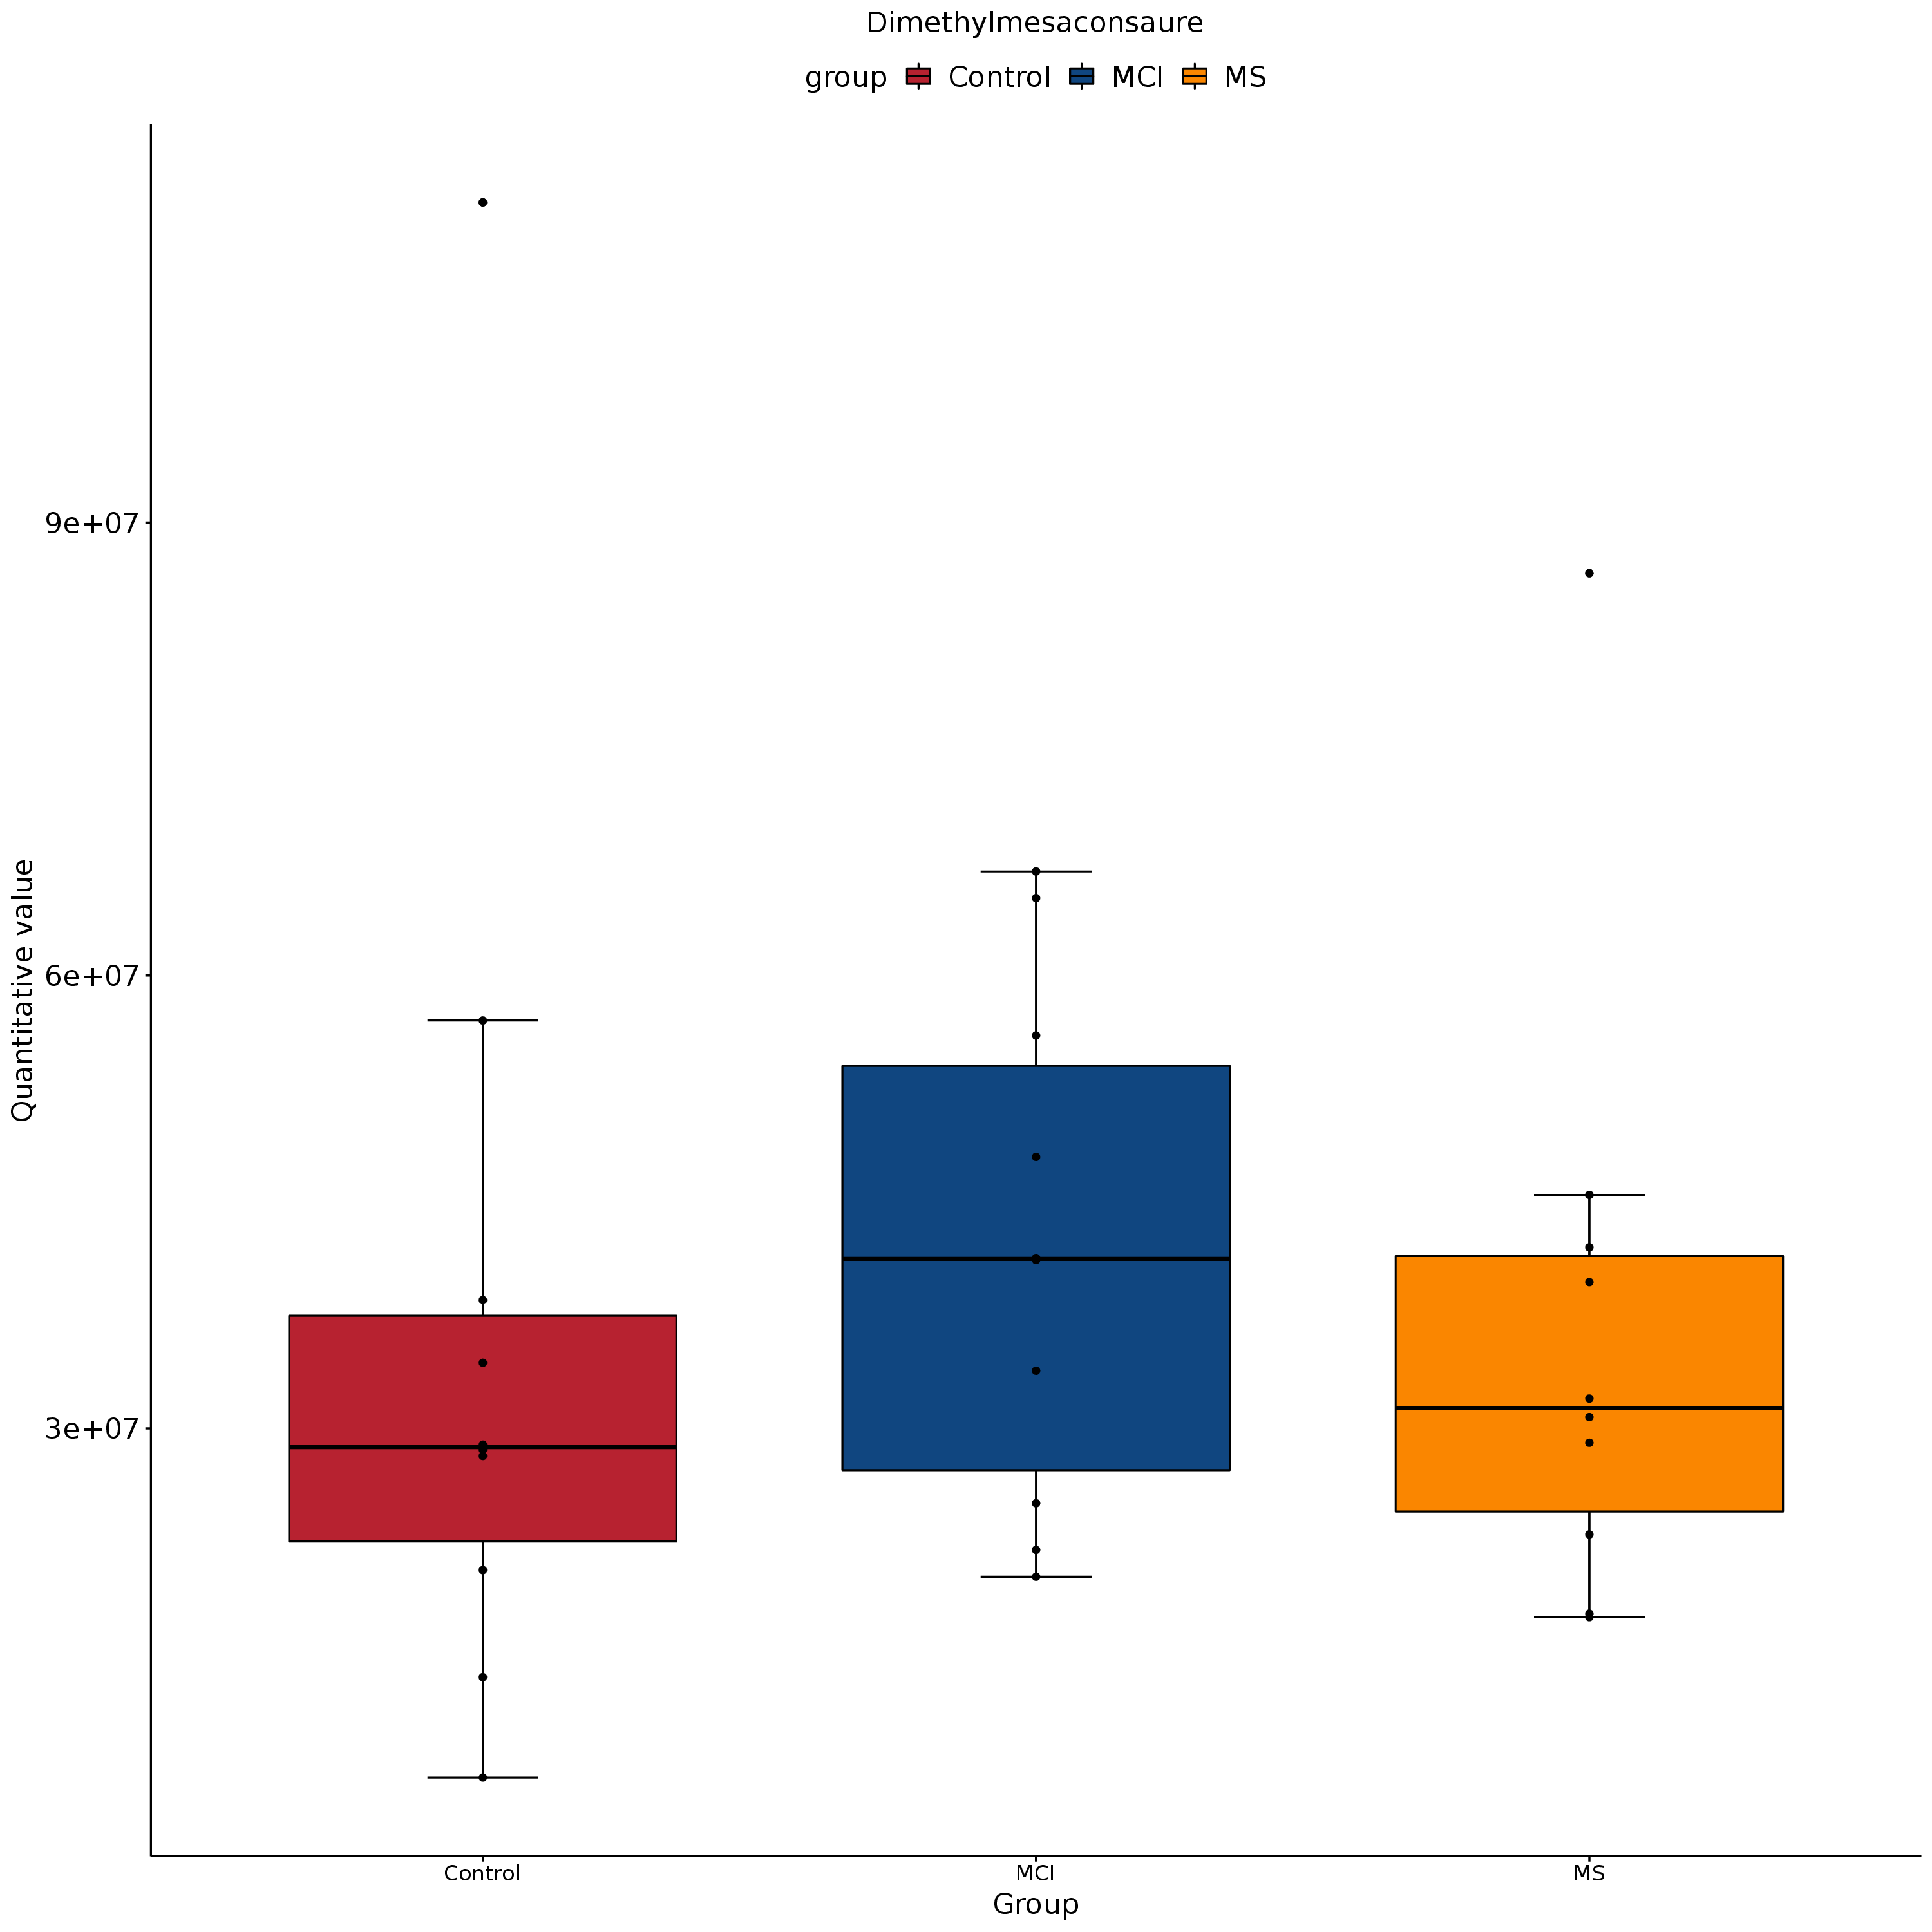 Dimethylmesaconsaure
group Control MCI MS
9e+07
6e+07
3e+07
Quantitative value
Control MCI MS
Group